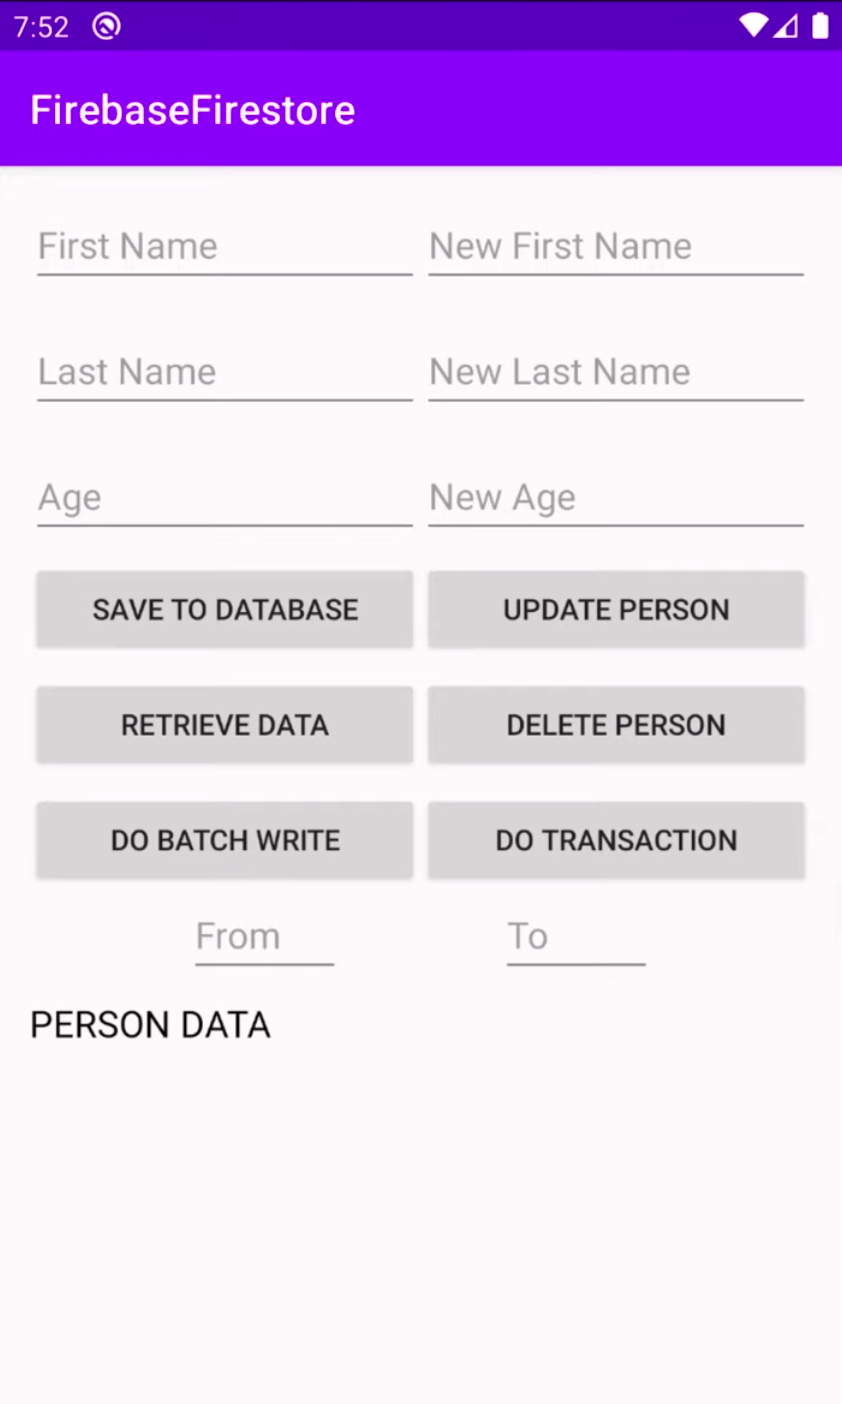 7:52
FirebaseFirestore
First Name New First Name
Last Name New Last Name
Age New Age
SAVE TO DATABASE UPDATE PERSON
RETRIEVE DATA DELETE PERSON
DO BATCH WRITE DO TRANSACTION
From To
PERSON DATA